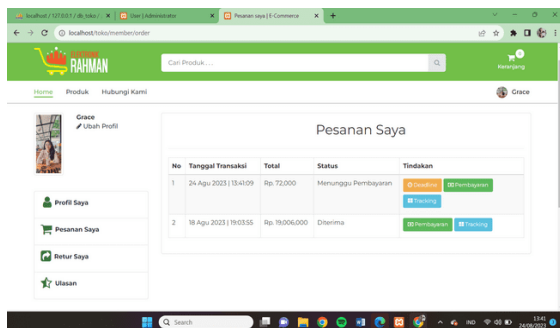 localhost / 127.0.0.1 / db_toko /
User | Administrator
Pesanan saya | E-Commerce
localhost/toko/member/order
ELECTRONIC
RAHMAN
Cari Produk.....
0
Keranjang
Home Produk Hubungi Kami
Grace
Grace
Ubah Profil
Profil Saya
Pesanan Saya
Retur Saya
Ulasan
Pesanan Saya
No Tanggal Transaksi Total Status Tindakan
1 24 Agu 2023 | 13:41:09 Rp. 72,000 Menunggu Pembayaran Deadline Pembayaran
Tracking
2 18 Agu 2023 | 19:03:55 Rp. 19,006,000 Diterima Pembayaran Tracking
Search
IND
13:41
24/08/2023